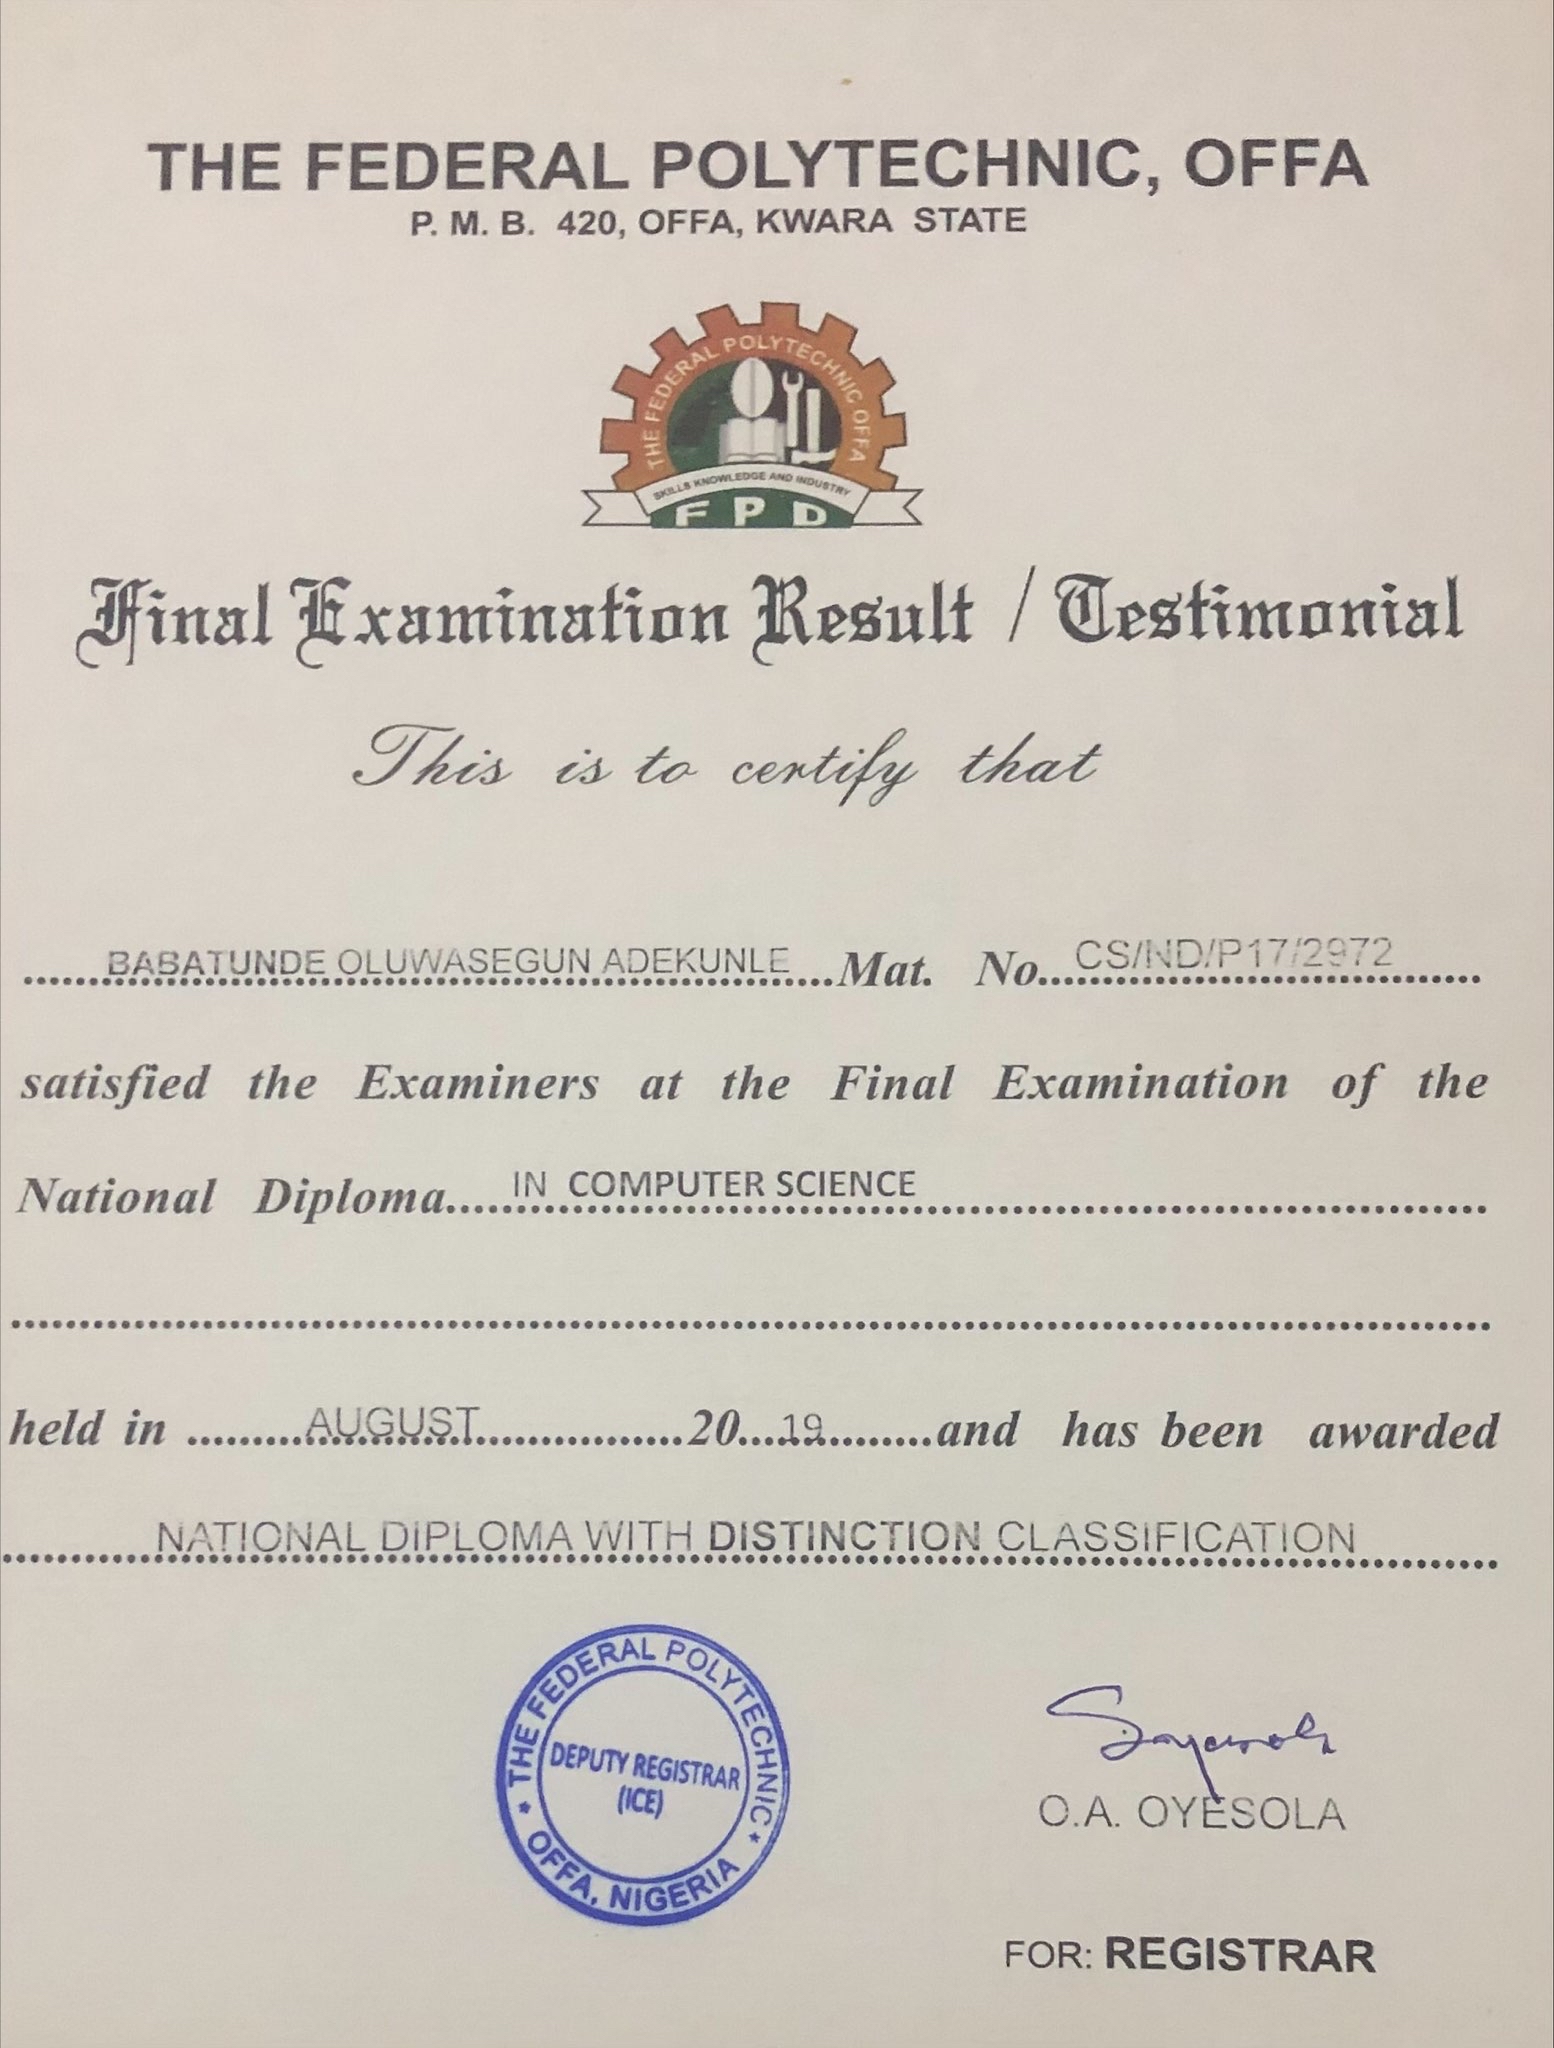 THE FEDERAL POLYTECHNIC, OFFA
P. M. B. 420, OFFA, KWARA STATE
THE FEDERAL POLYTECHNIC OFFA
SKILLS KNOWLEDGE AND INDUSTRY
F P D
Final Examination Result / Testimonial
This is to certify that
......BABATUNDE OLUWASEGUN ADEKUNLE....Mat. No....CS/ND/P17/2972......
satisfied the Examiners at the Final Examination of the
National Diploma....IN COMPUTER SCIENCE......
held in .........AUGUST.........20....19.........and has been awarded
NATIONAL DIPLOMA WITH DISTINCTION CLASSIFICATION
THE FEDERAL POLYTECHNIC
DEPUTY REGISTRAR
(ICE)
OFFA, NIGERIA
Soyesola
O.A. OYESOLA
FOR: REGISTRAR